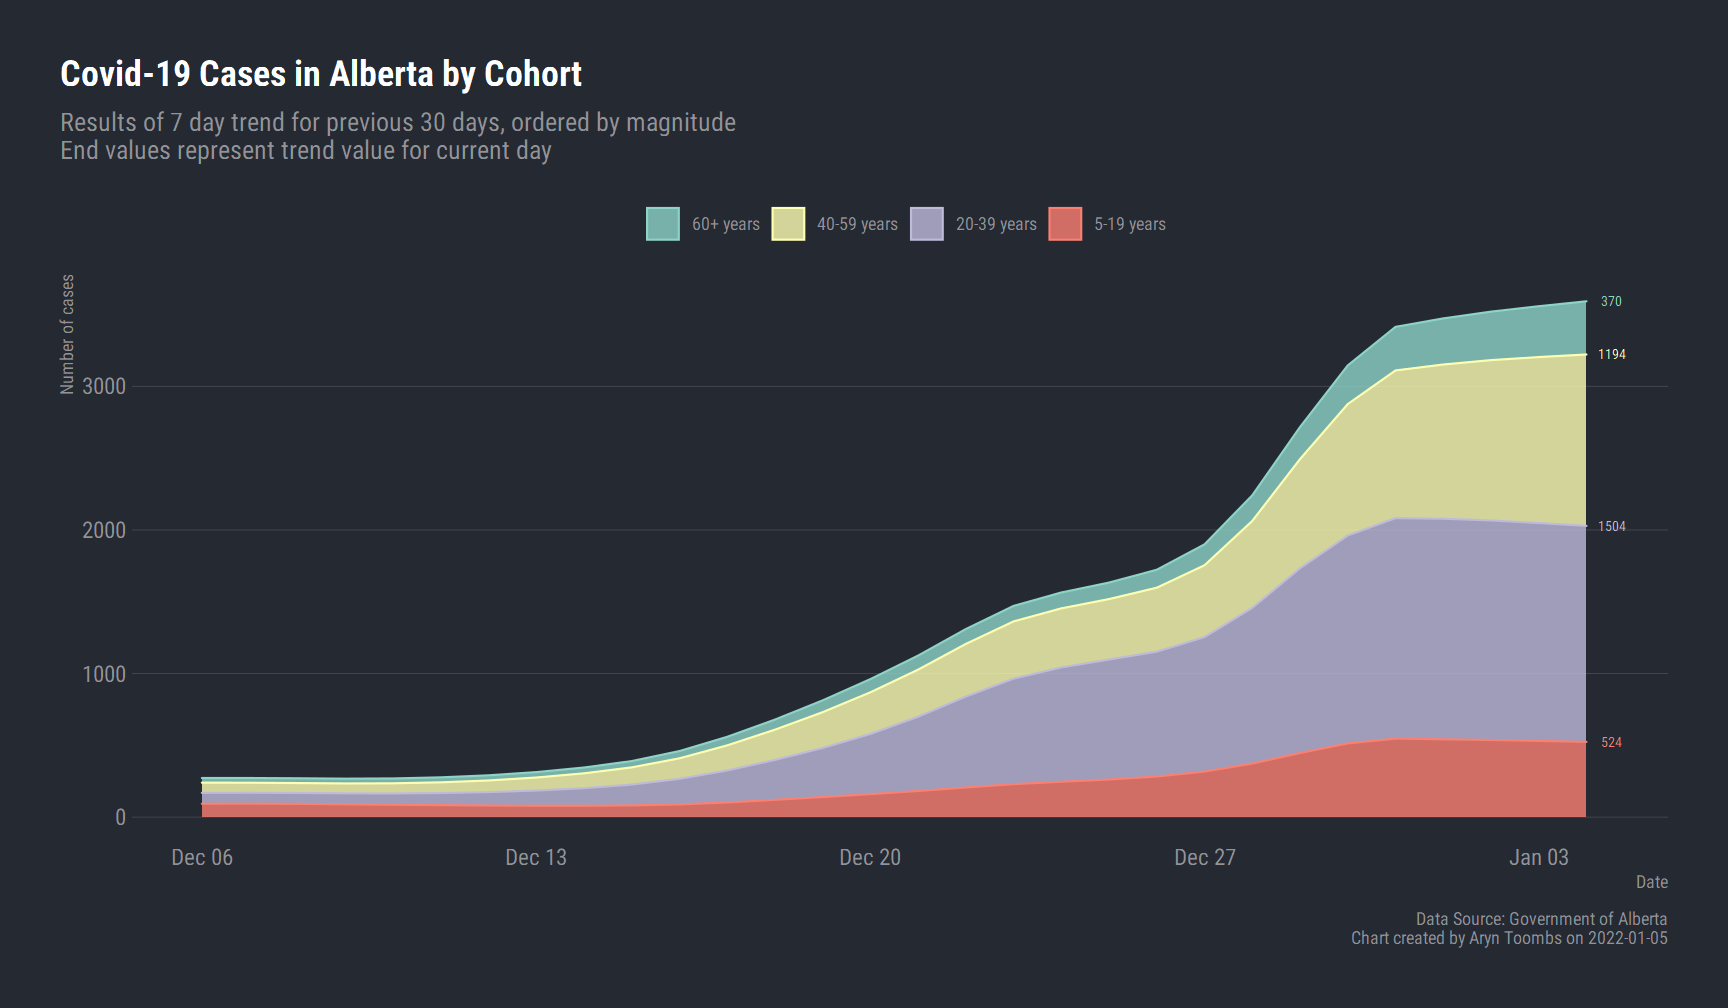 Covid-19 Cases in Alberta by Cohort
Results of 7 day trend for previous 30 days, ordered by magnitude
End values represent trend value for current day
60+ years 40-59 years 20-39 years 5-19 years
Number of cases
3000
2000
1000
0
370
1194
1504
524
Dec 06 Dec 13 Dec 20 Dec 27 Jan 03
Date
Data Source: Government of Alberta
Chart created by Aryn Toombs on 2022-01-05